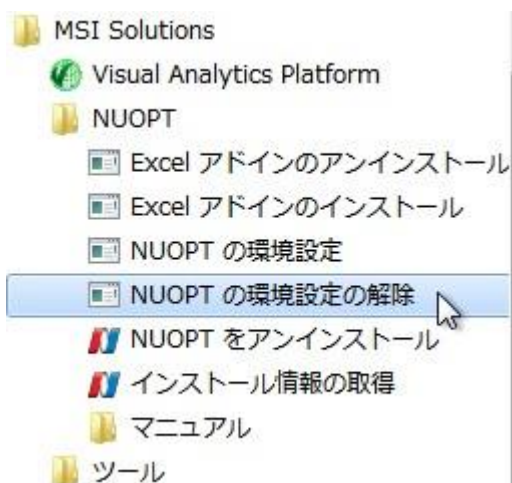 MSI Solutions
Visual Analytics Platform
NUOPT
Excel アドインのアンインストール
Excel アドインのインストール
NUOPT の環境設定
NUOPT の環境設定の解除
NUOPT をアンインストール
インストール情報の取得
マニュアル
ツール